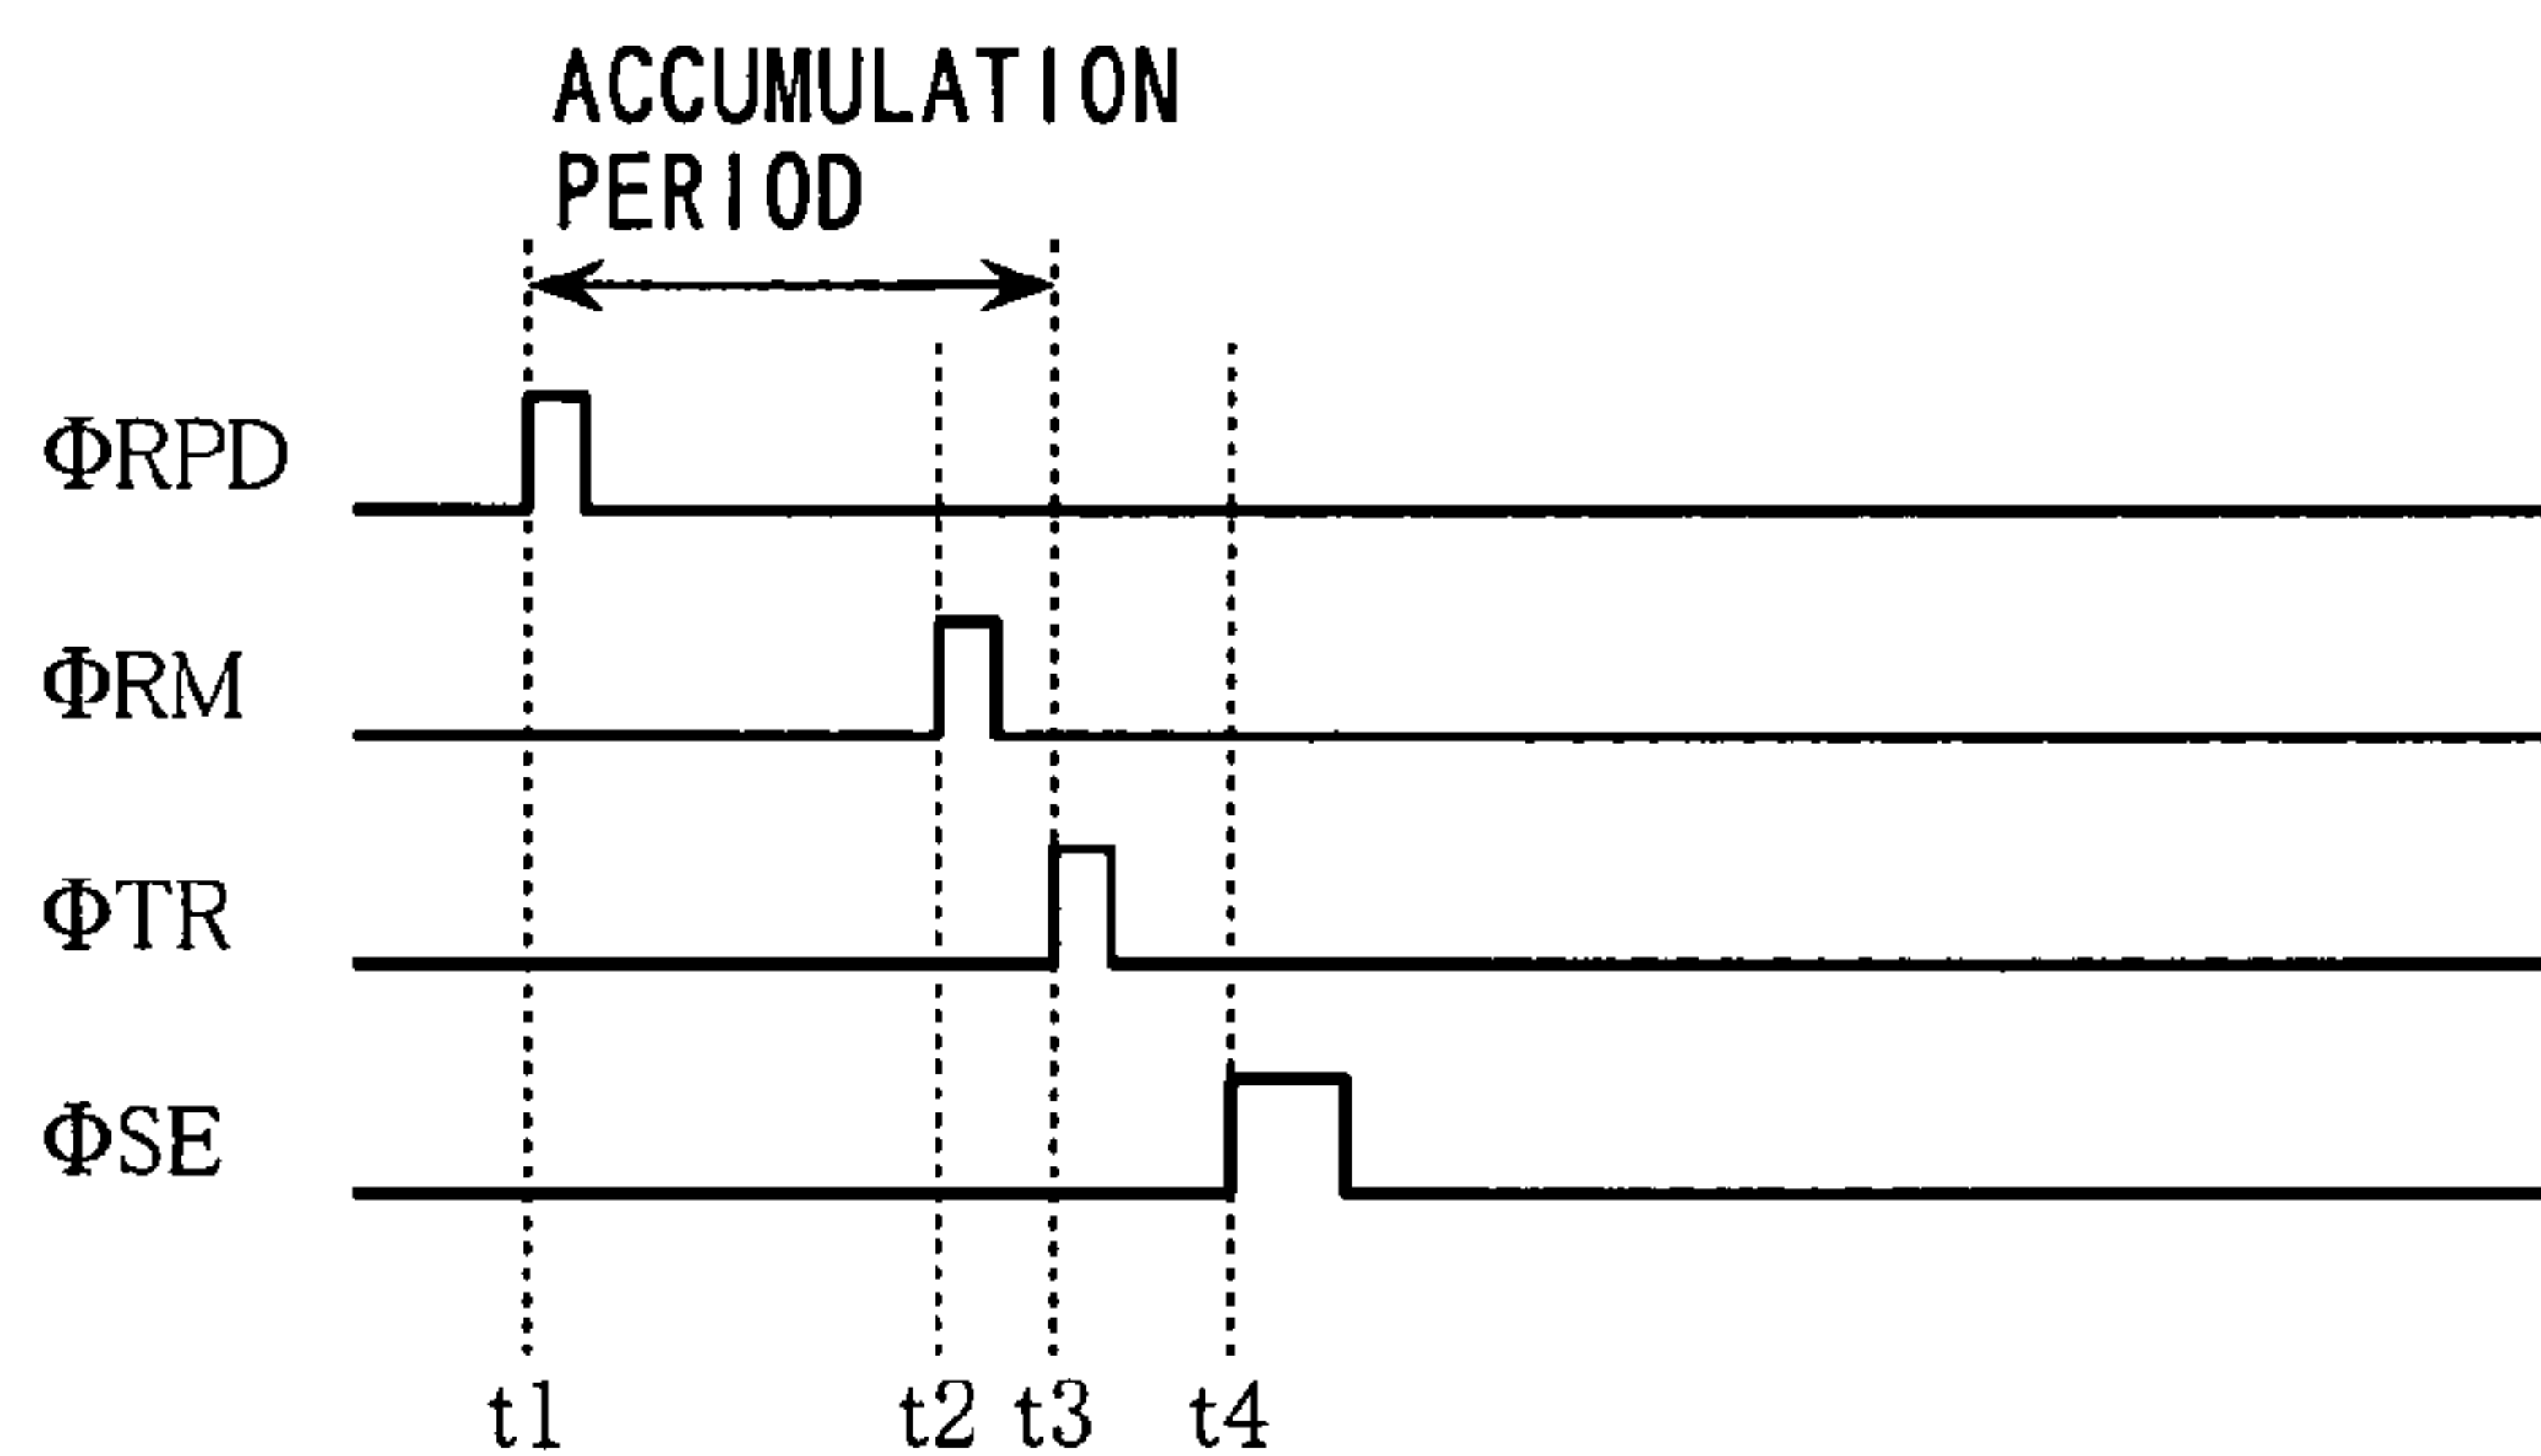 ACCUMULATION
PERIOD
ΦRPD
ΦRM
ΦTR
ΦSE
t1 t2 t3 t4